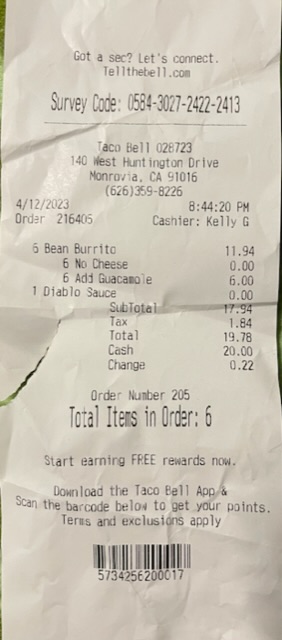 Got a sec? Let's connect.
Tellthebell.com
Survey Code: 0584-3027-2422-2413
Taco Bell 028723
140 West Huntington Drive
Monrovia, CA 91016
(626)359-8226
4/12/2023 8:44:20 PM
Order 216405 Cashier: Kelly G
6 Bean Burrito 11.94
6 No Cheese 0.00
6 Add Guacamole 6.00
1 Diablo Sauce 0.00
SubTotal 17.94
Tax 1.84
Total 19.78
Cash 20.00
Change 0.22
Order Number 205
Total Items in Order: 6
Start earning FREE rewards now.
Download the Taco Bell App &
Scan the barcode below to get your points.
Terms and exclusions apply
5734256200017